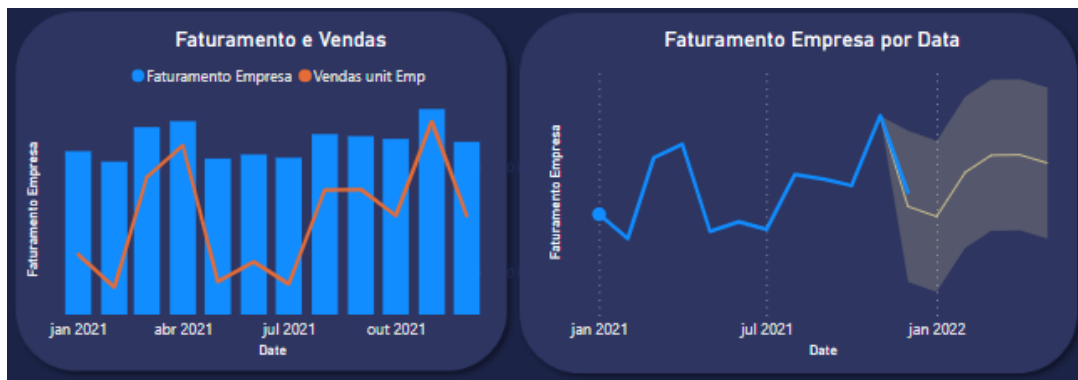 Faturamento e Vendas
Faturamento Empresa Vendas unit Emp
Faturamento Empresa
jan 2021 abr 2021 jul 2021 out 2021
Date
Faturamento Empresa por Data
Faturamento Empresa
jan 2021 jul 2021 jan 2022
Date